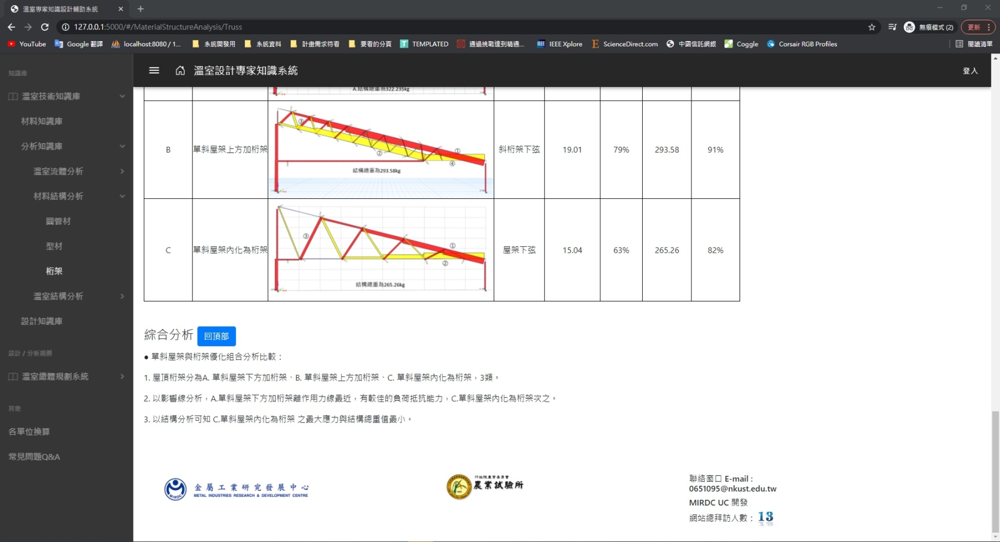 溫室專家知識設計輔助系統
127.0.0.1:5000/#/MaterialStructureAnalysis/Truss
無痕模式 (2)
更新
YouTube
Google 翻譯
localhost:8080 / 1...
系統開發用
系統資料
計畫需求待看
要看的分頁
TEMPLATED
通過挑戰達到精通...
IEEE Xplore
ScienceDirect.com
中國信託網銀
Coggle
Corsair RGB Profiles
閱讀清單
溫室設計專家知識系統
登入
知識庫
溫室技術知識庫
材料知識庫
分析知識庫
溫室流體分析
材料結構分析
圓管材
型材
桁架
溫室結構分析
設計知識庫
設計 / 分析規劃
溫室總體規劃系統
其他
各單位換算
常見問題Q&A
A.結構總重為322.235kg
B
單斜屋架上方加桁架
③
①
②
④
結構總重為293.58kg
斜桁架下弦
19.01
79%
293.58
91%
C
單斜屋架內化為桁架
③
①
②
結構總重為265.26kg
屋架下弦
15.04
63%
265.26
82%
綜合分析
回頂部
● 單斜屋架與桁架優化組合分析比較：
1. 屋頂桁架分為A. 單斜屋架下方加桁架、B. 單斜屋架上方加桁架、C. 單斜屋架內化為桁架，3類。
2. 以影響線分析，A.單斜屋架下方加桁架離作用力線最近，有較佳的負荷抵抗能力，C.單斜屋架內化為桁架次之。
3. 以結構分析可知 C.單斜屋架內化為桁架 之最大應力與結構總重值最小。
MIRDC
金屬工業研究發展中心
METAL INDUSTRIES RESEARCH & DEVELOPMENT CENTRE
行政院農業委員會
農業試驗所
聯絡窗口 E-mail :
0651095@nkust.edu.tw
MIRDC UC 開發
網站總拜訪人數： 13